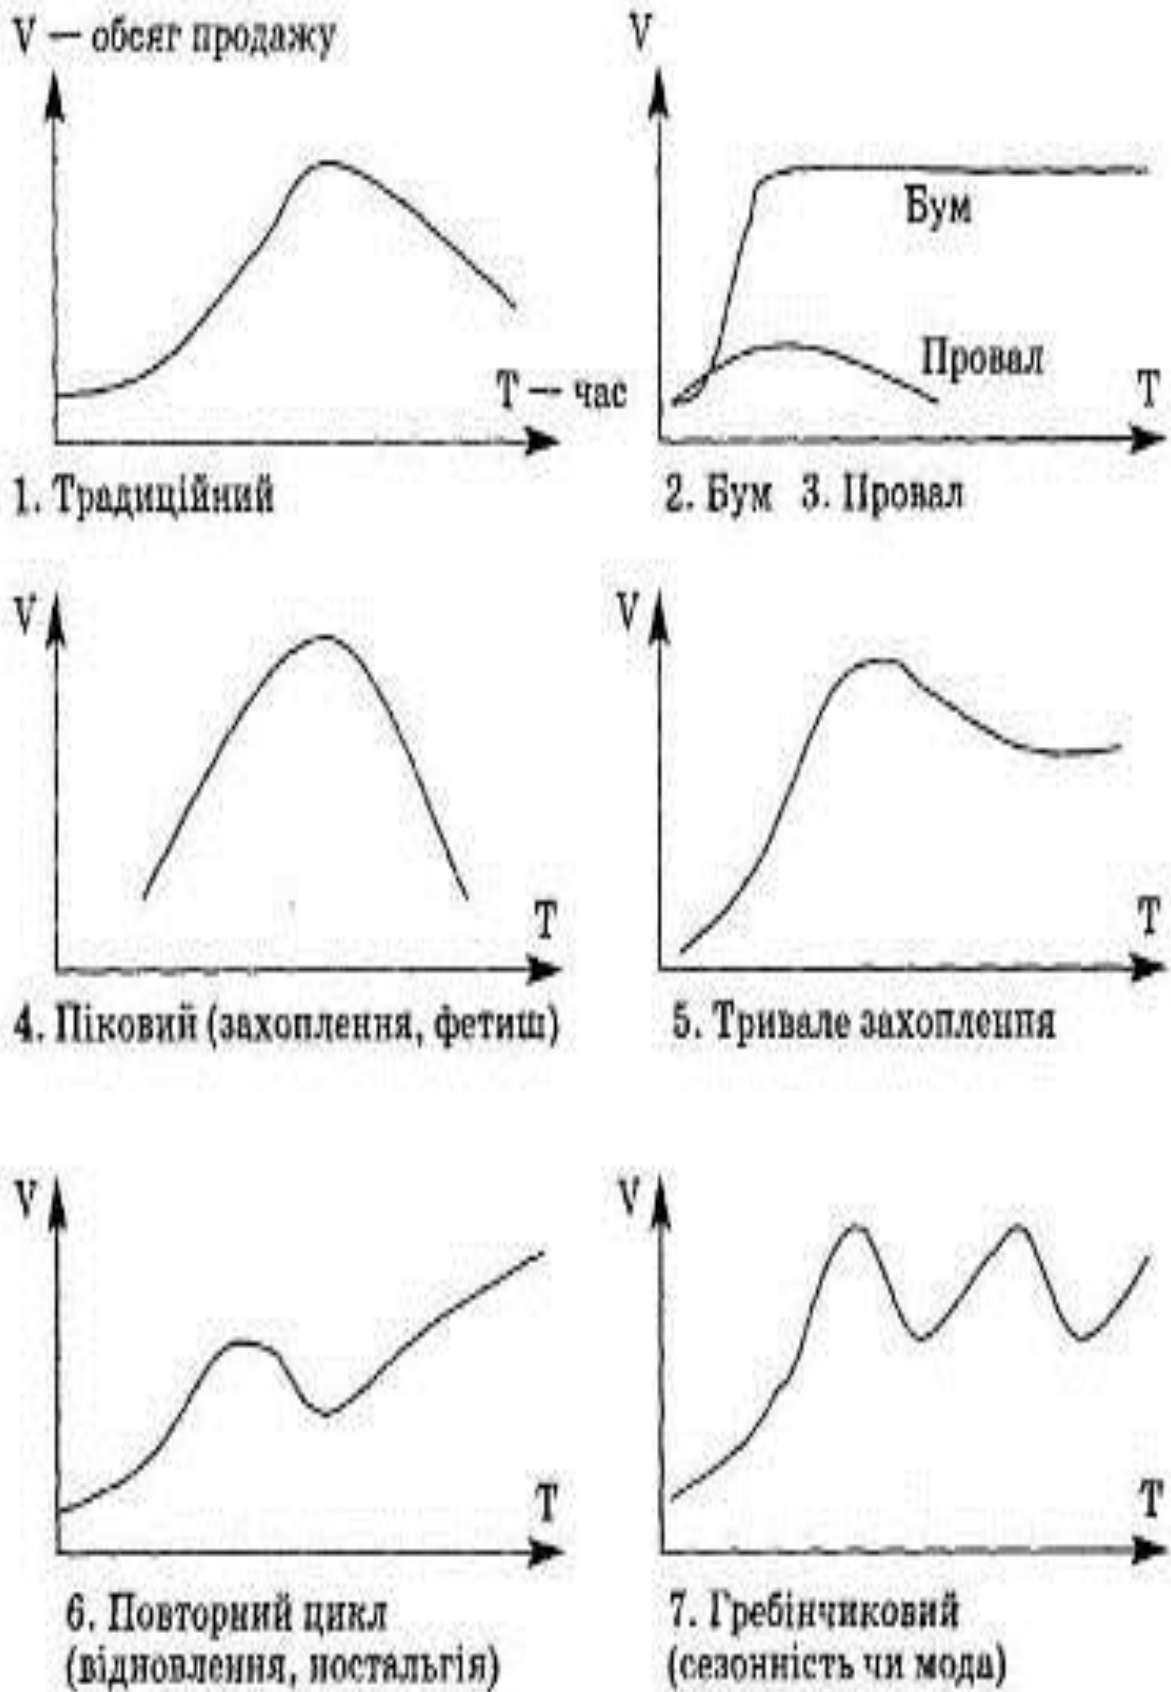 V — обсяг продажу
T — час
1. Традиційний
V
Бум
Провал
T
2. Бум 3. Провал
V
T
4. Піковий (захоплення, фетиш)
V
T
5. Тривале захоплення
V
T
6. Повторний цикл
(відновлення, ностальгія)
V
T
7. Гребінчиковий
(сезонність чи мода)